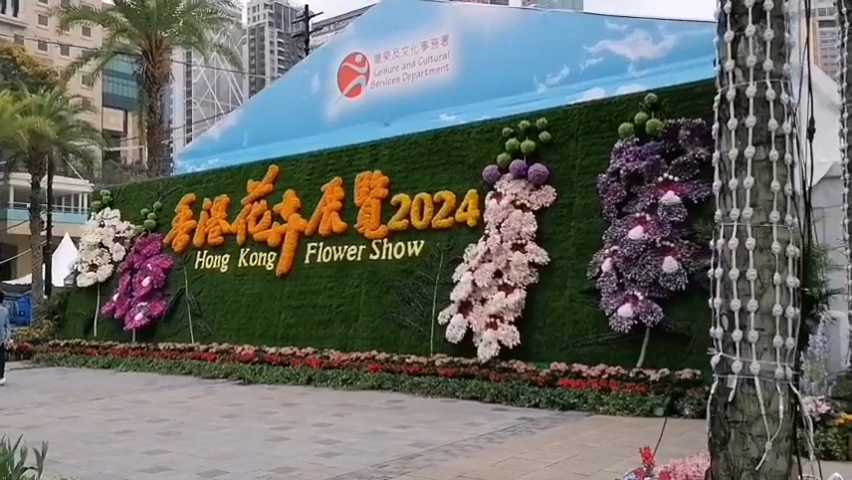 康樂及文化事務署
Leisure and Cultural
Services Department
香港花卉展覽2024
Hong Kong Flower Show